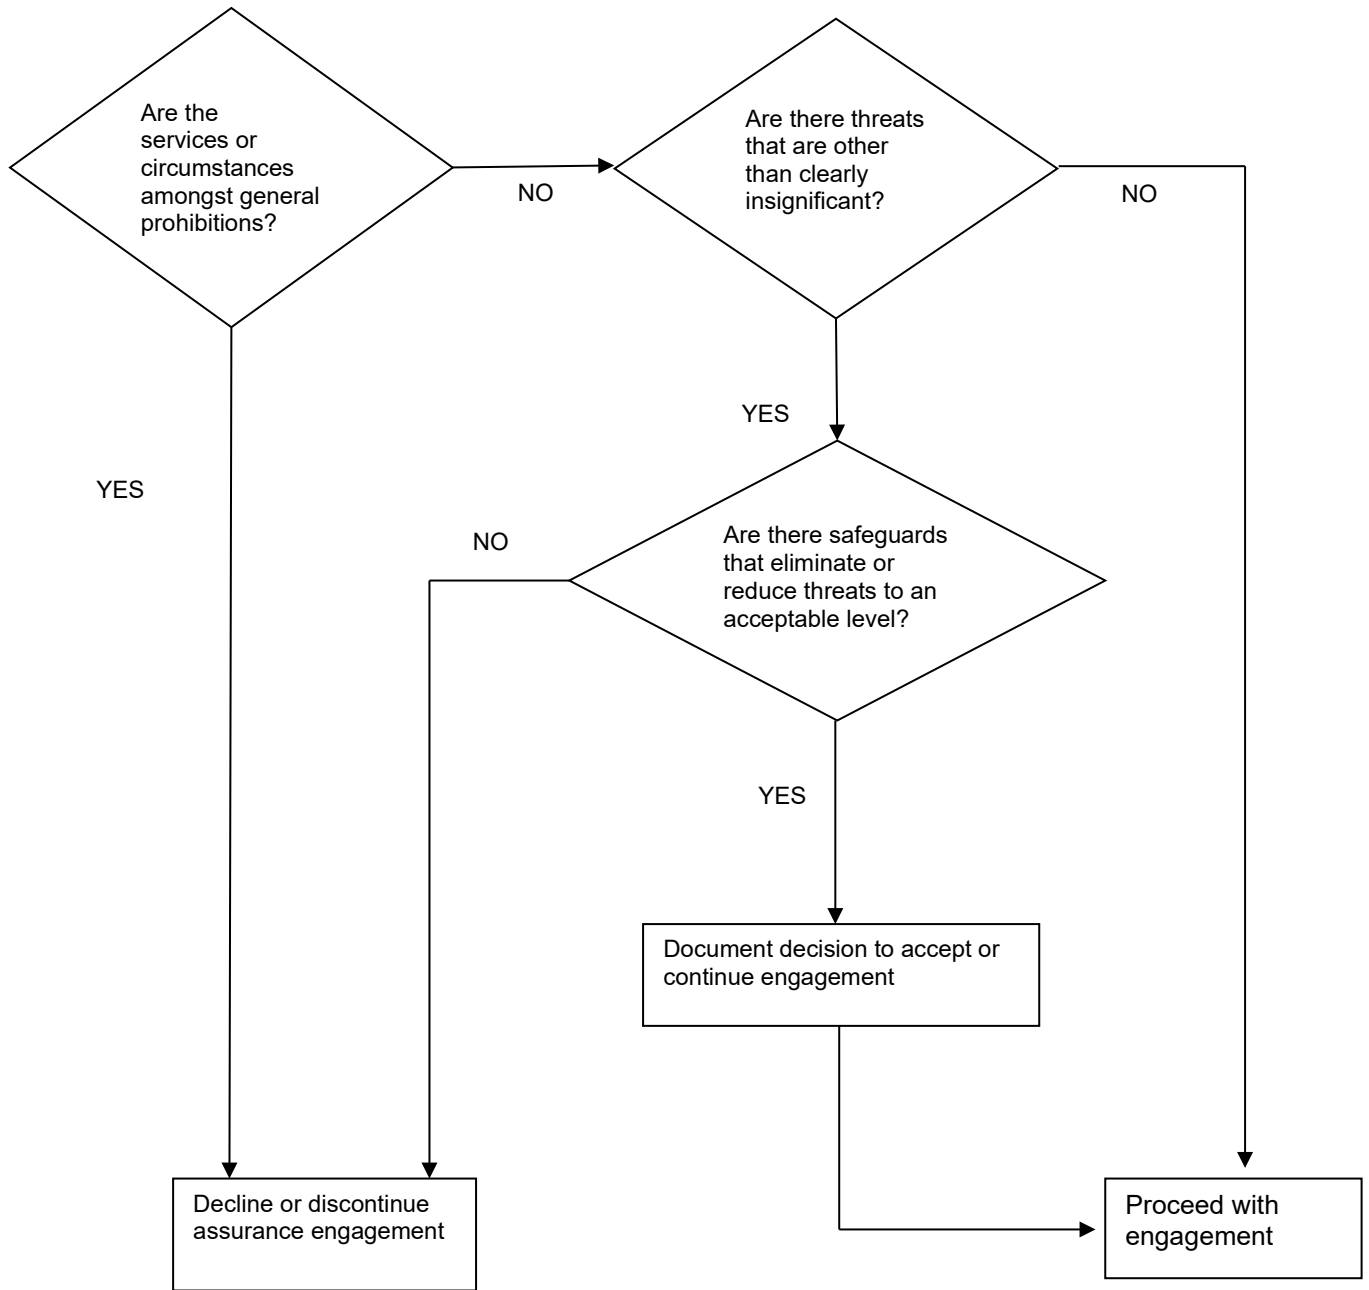 Are the
services or
circumstances
amongst general
prohibitions?
NO
Are there threats
that are other
than clearly
insignificant?
NO
YES
YES
NO
Are there safeguards
that eliminate or
reduce threats to an
acceptable level?
YES
Document decision to accept or
continue engagement
Decline or discontinue
assurance engagement
Proceed with
engagement